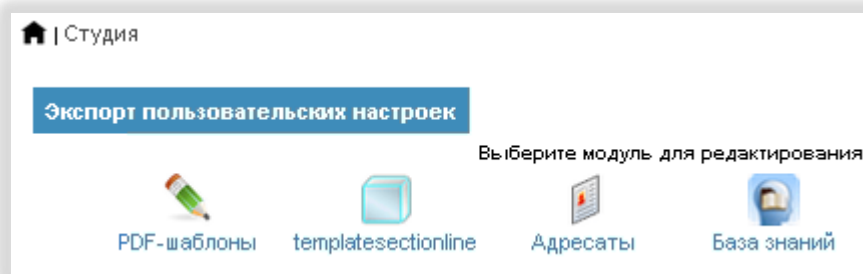 | Студия
Экспорт пользовательских настроек
Выберите модуль для редактирования
PDF-шаблоны templatesectionline Адресаты База знаний